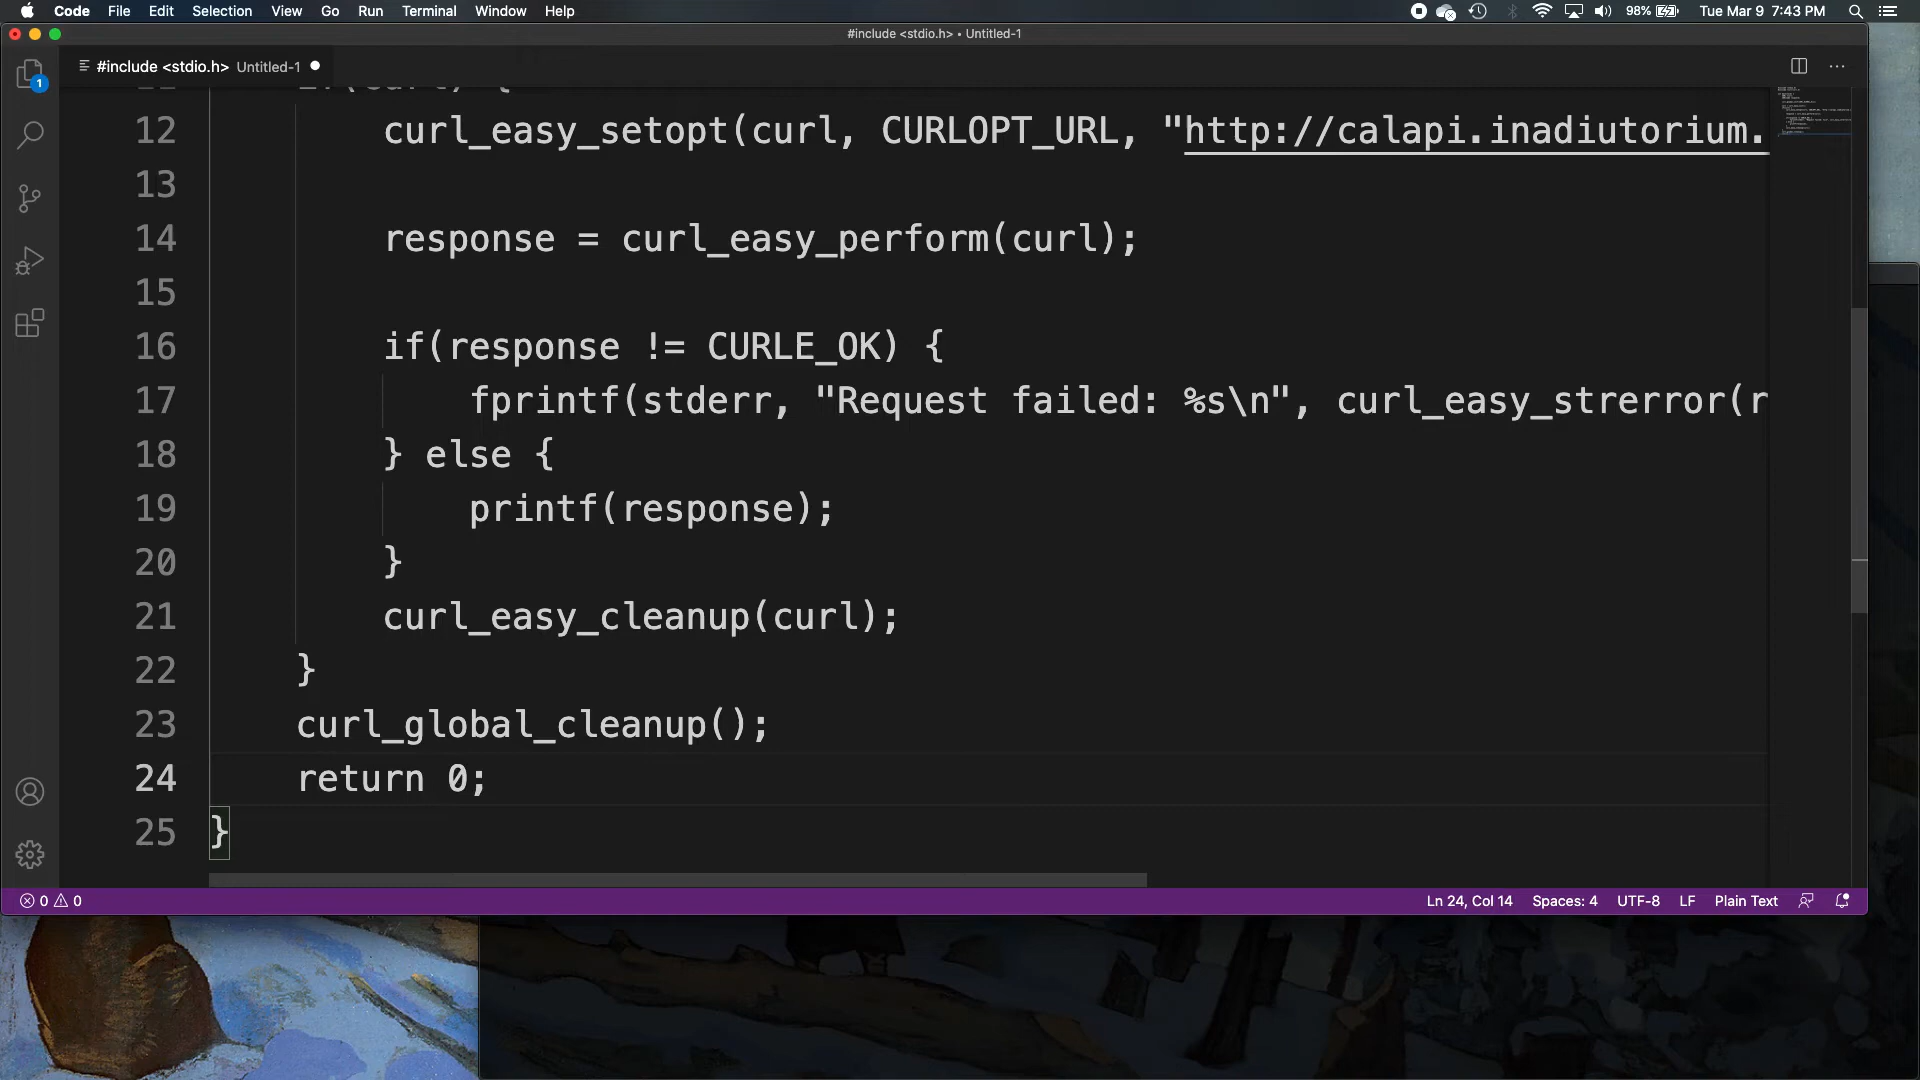 Code File Edit Selection View Go Run Terminal Window Help 98% Tue Mar 9 7:43 PM
#include <stdio.h> • Untitled-1
#include <stdio.h> Untitled-1
1
12 curl_easy_setopt(curl, CURLOPT_URL, "http://calapi.inadiutorium.
13
14 response = curl_easy_perform(curl);
15
16 if(response != CURLE_OK) {
17 fprintf(stderr, "Request failed: %s\n", curl_easy_strerror(r
18 } else {
19 printf(response);
20 }
21 curl_easy_cleanup(curl);
22 }
23 curl_global_cleanup();
24 return 0;
25 }
0 0 Ln 24, Col 14 Spaces: 4 UTF-8 LF Plain Text